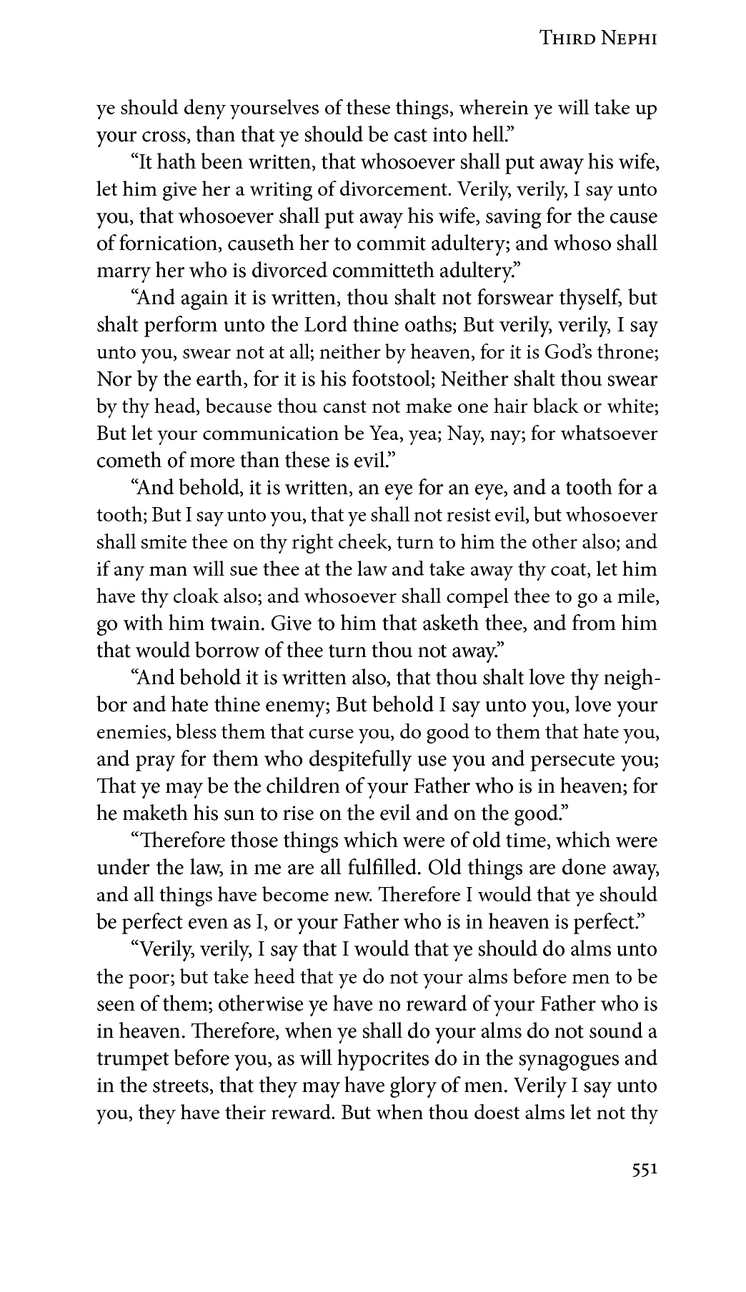 Third Nephi
ye should deny yourselves of these things, wherein ye will take up
your cross, than that ye should be cast into hell.”
“It hath been written, that whosoever shall put away his wife,
let him give her a writing of divorcement. Verily, verily, I say unto
you, that whosoever shall put away his wife, saving for the cause
of fornication, causeth her to commit adultery; and whoso shall
marry her who is divorced committeth adultery.”
“And again it is written, thou shalt not forswear thyself, but
shalt perform unto the Lord thine oaths; But verily, verily, I say
unto you, swear not at all; neither by heaven, for it is God’s throne;
Nor by the earth, for it is his footstool; Neither shalt thou swear
by thy head, because thou canst not make one hair black or white;
But let your communication be Yea, yea; Nay, nay; for whatsoever
cometh of more than these is evil.”
“And behold, it is written, an eye for an eye, and a tooth for a
tooth; But I say unto you, that ye shall not resist evil, but whosoever
shall smite thee on thy right cheek, turn to him the other also; and
if any man will sue thee at the law and take away thy coat, let him
have thy cloak also; and whosoever shall compel thee to go a mile,
go with him twain. Give to him that asketh thee, and from him
that would borrow of thee turn thou not away.”
“And behold it is written also, that thou shalt love thy neigh-
bor and hate thine enemy; But behold I say unto you, love your
enemies, bless them that curse you, do good to them that hate you,
and pray for them who despitefully use you and persecute you;
That ye may be the children of your Father who is in heaven; for
he maketh his sun to rise on the evil and on the good.”
“Therefore those things which were of old time, which were
under the law, in me are all fulfilled. Old things are done away,
and all things have become new. Therefore I would that ye should
be perfect even as I, or your Father who is in heaven is perfect.”
“Verily, verily, I say that I would that ye should do alms unto
the poor; but take heed that ye do not your alms before men to be
seen of them; otherwise ye have no reward of your Father who is
in heaven. Therefore, when ye shall do your alms do not sound a
trumpet before you, as will hypocrites do in the synagogues and
in the streets, that they may have glory of men. Verily I say unto
you, they have their reward. But when thou doest alms let not thy
551